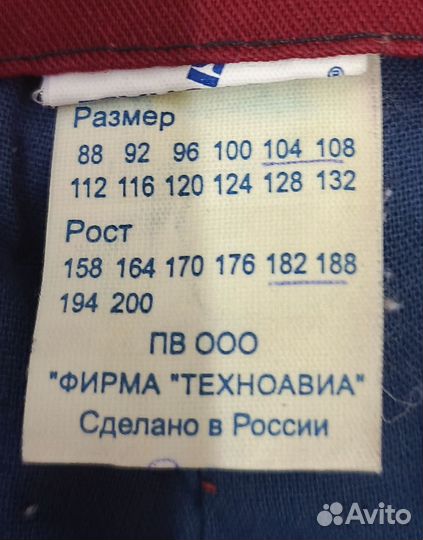 ®
Размер
88 92 96 100 104 108
112 116 120 124 128 132
Рост
158 164 170 176 182 188
194 200
ПВ ООО
"ФИРМА "ТЕХНОАВИА"
Сделано в России
Avito